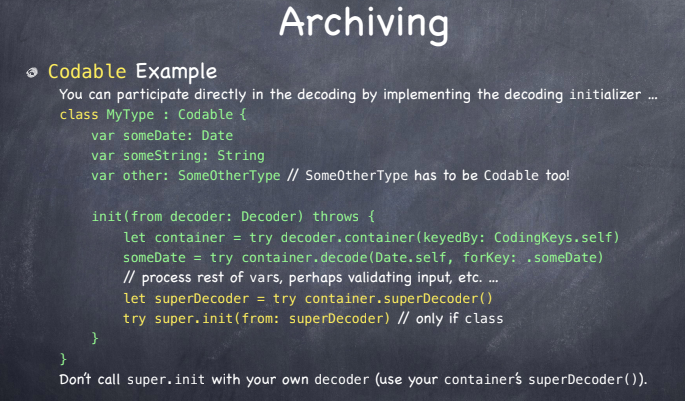 Archiving
Codable Example
You can participate directly in the decoding by implementing the decoding initializer ...
class MyType : Codable {
var someDate: Date
var someString: String
var other: SomeOtherType // SomeOtherType has to be Codable too!
init(from decoder: Decoder) throws {
let container = try decoder.container(keyedBy: CodingKeys.self)
someDate = try container.decode(Date.self, forKey: .someDate)
// process rest of vars, perhaps validating input, etc. ...
let superDecoder = try container.superDecoder()
try super.init(from: superDecoder) // only if class
}
}
Don't call super.init with your own decoder (use your container's superDecoder()).